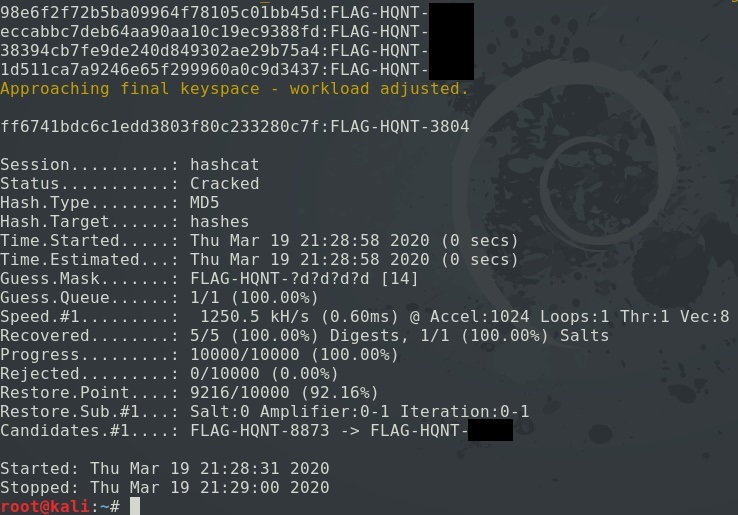 98e6f2f72b5ba09964f78105c01bb45d:FLAG-HQNT-
eccabbc7deb64aa90aa10c19ec9388fd:FLAG-HQNT-
38394cb7fe9de240d849302ae29b75a4:FLAG-HQNT-
1d511ca7a9246e65f299960a0c9d3437:FLAG-HQNT-
Approaching final keyspace - workload adjusted.
ff6741bdc6c1edd3803f80c233280c7f:FLAG-HQNT-3804
Session..........: hashcat
Status...........: Cracked
Hash.Type........: MD5
Hash.Target......: hashes
Time.Started.....: Thu Mar 19 21:28:58 2020 (0 secs)
Time.Estimated...: Thu Mar 19 21:28:58 2020 (0 secs)
Guess.Mask.......: FLAG-HQNT-?d?d?d?d [14]
Guess.Queue......: 1/1 (100.00%)
Speed.#1.........:  1250.5 kH/s (0.60ms) @ Accel:1024 Loops:1 Thr:1 Vec:8
Recovered........: 5/5 (100.00%) Digests, 1/1 (100.00%) Salts
Progress.........: 10000/10000 (100.00%)
Rejected.........: 0/10000 (0.00%)
Restore.Point....: 9216/10000 (92.16%)
Restore.Sub.#1...: Salt:0 Amplifier:0-1 Iteration:0-1
Candidates.#1....: FLAG-HQNT-8873 -> FLAG-HQNT-
Started: Thu Mar 19 21:28:31 2020
Stopped: Thu Mar 19 21:29:00 2020
root@kali:~#